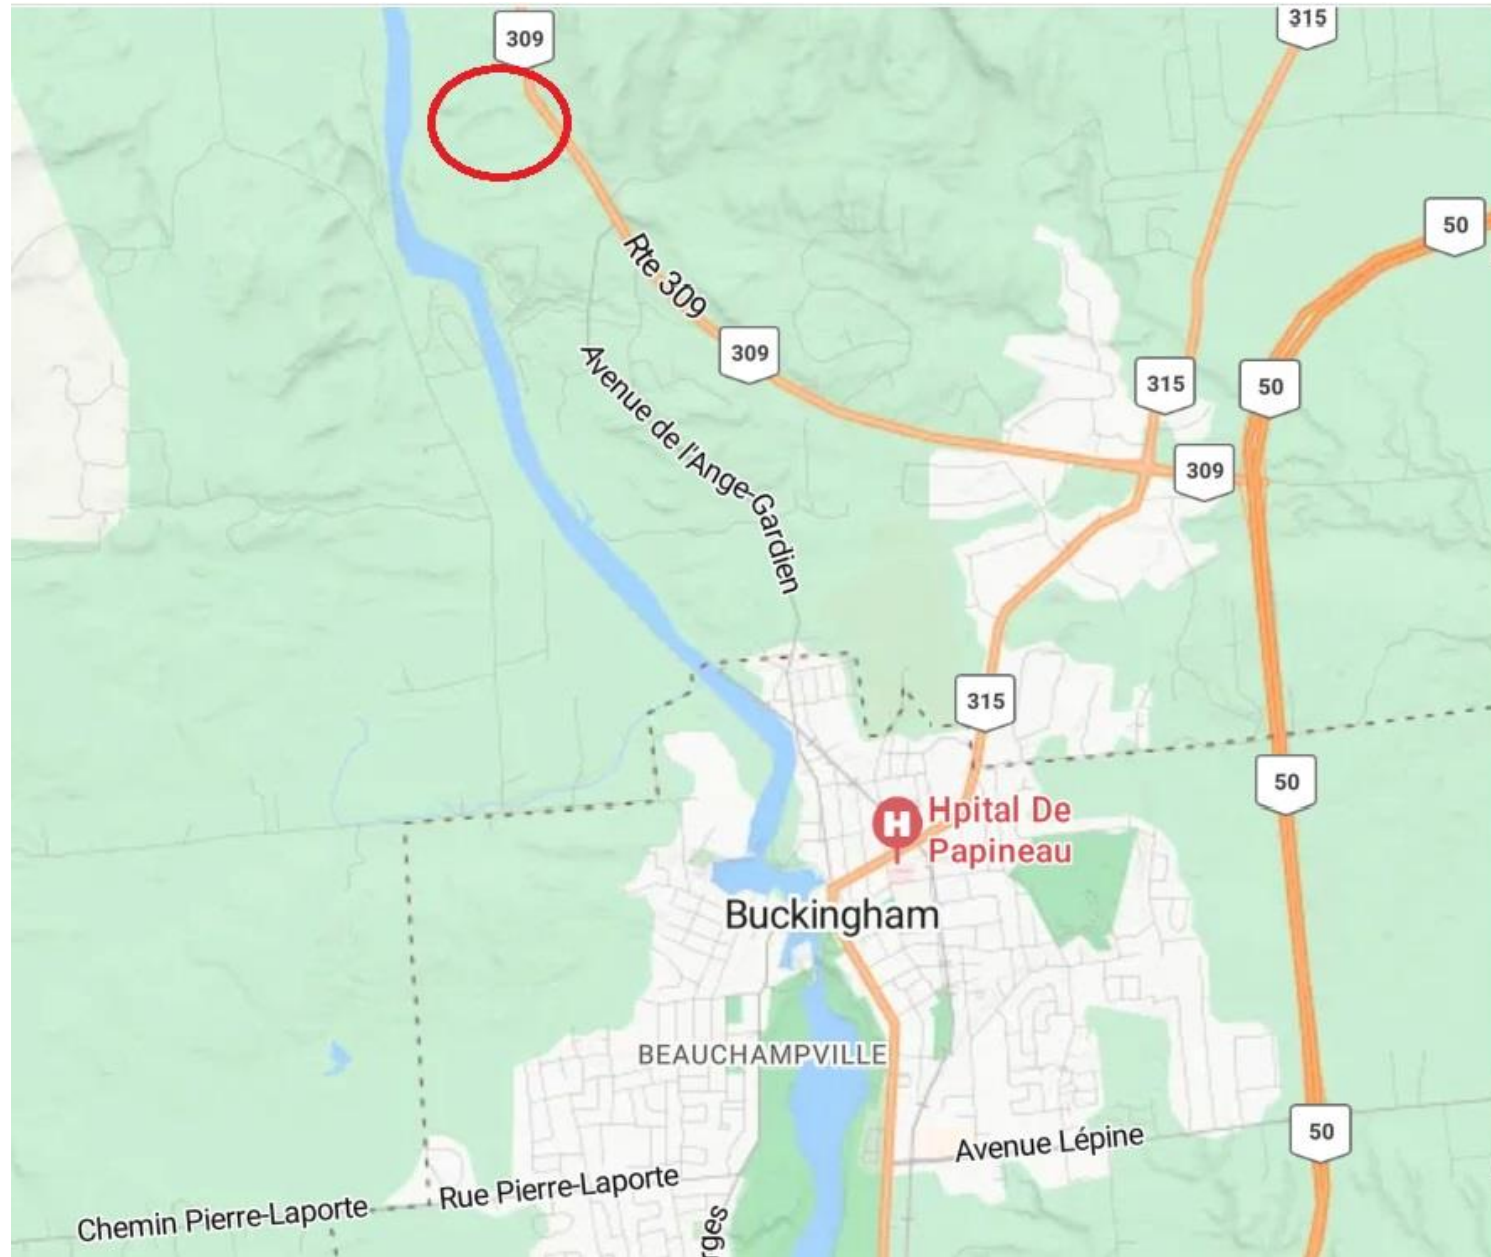 309
315
50
Rte 309
309
315
50
Avenue de l'Ange-Gardien
309
315
50
Hpital De
Papineau
Buckingham
BEAUCHAMPVILLE
50
Avenue Lépine
Rue Pierre-Laporte
Chemin Pierre-Laporte
rges